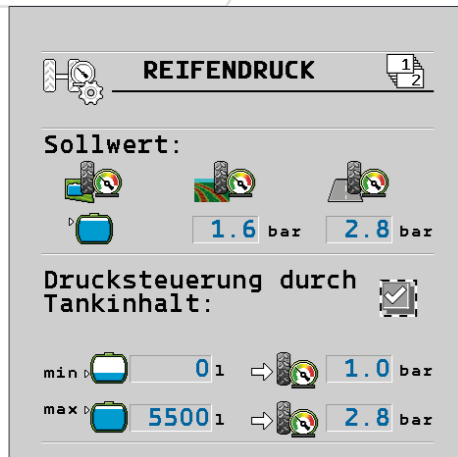 REIFENDRUCK 1 2
Sollwert:
1.6 bar 2.8 bar
Drucksteuerung durch
Tankinhalt:
min 0 l 1.0 bar
max 5500 l 2.8 bar